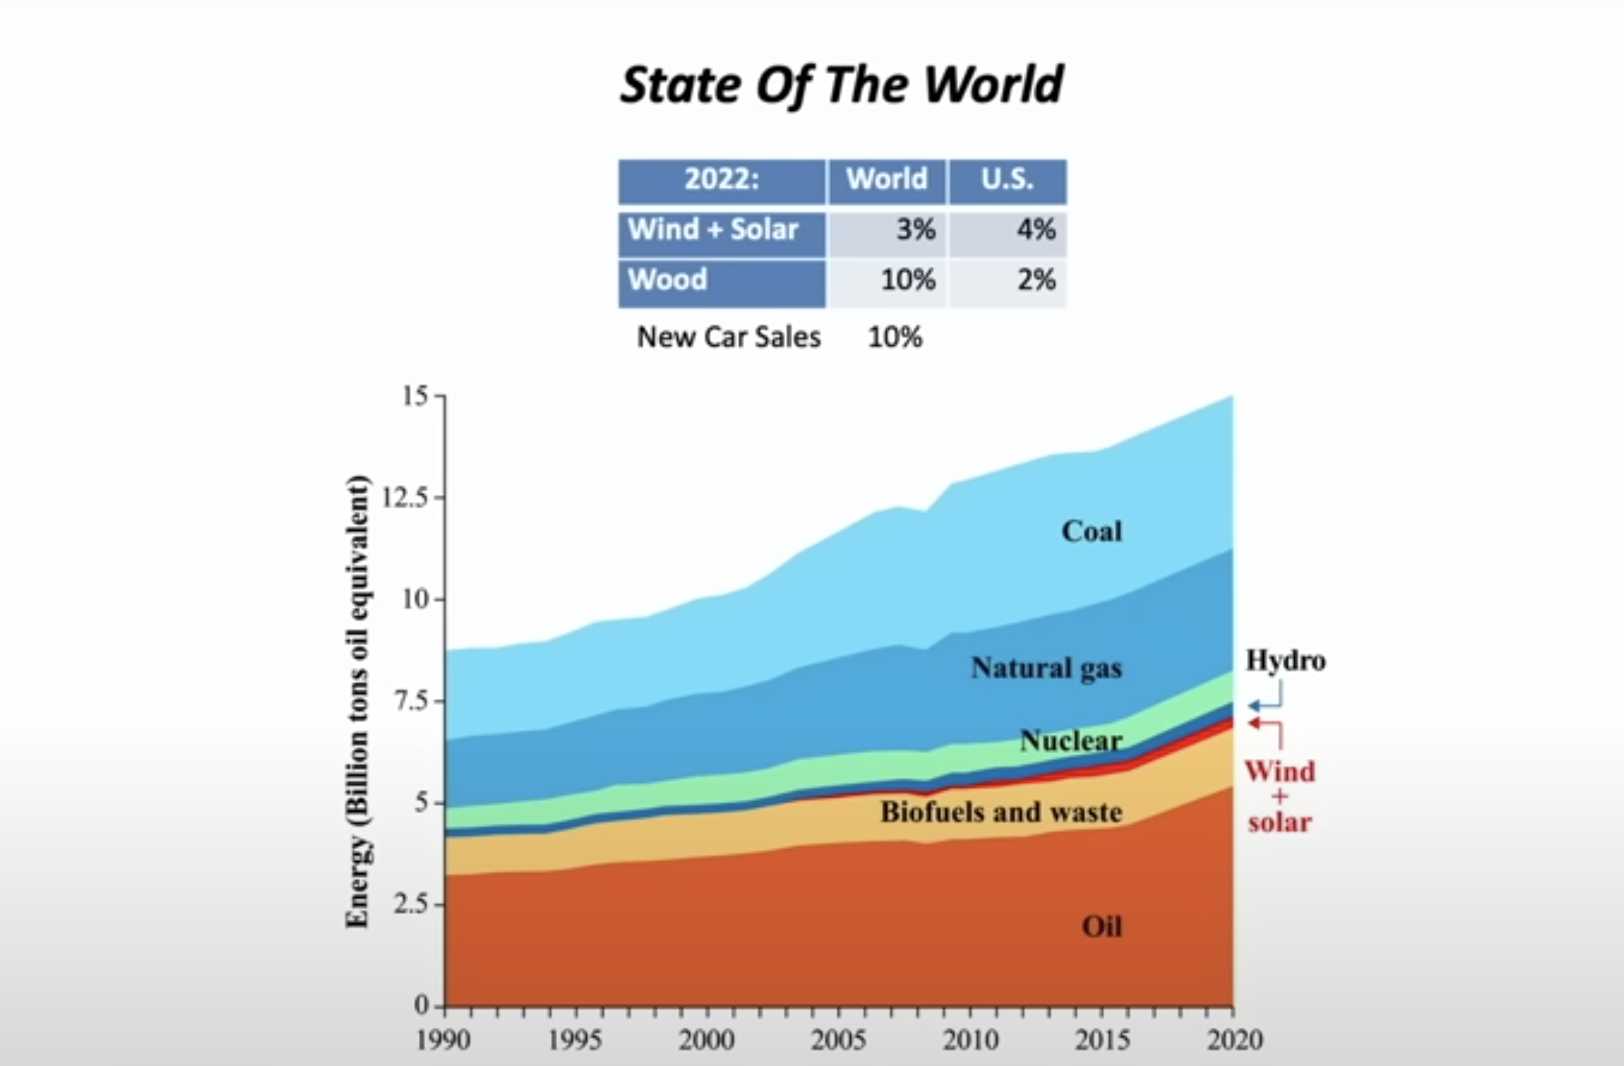 State Of The World
2022: World U.S.
Wind + Solar 3% 4%
Wood 10% 2%
New Car Sales 10%
Energy (Billion tons oil equivalent)
15
12.5
10
7.5
5
2.5
0
Coal
Natural gas
Nuclear
Biofuels and waste
Oil
Hydro
Wind
+
solar
1990 1995 2000 2005 2010 2015 2020